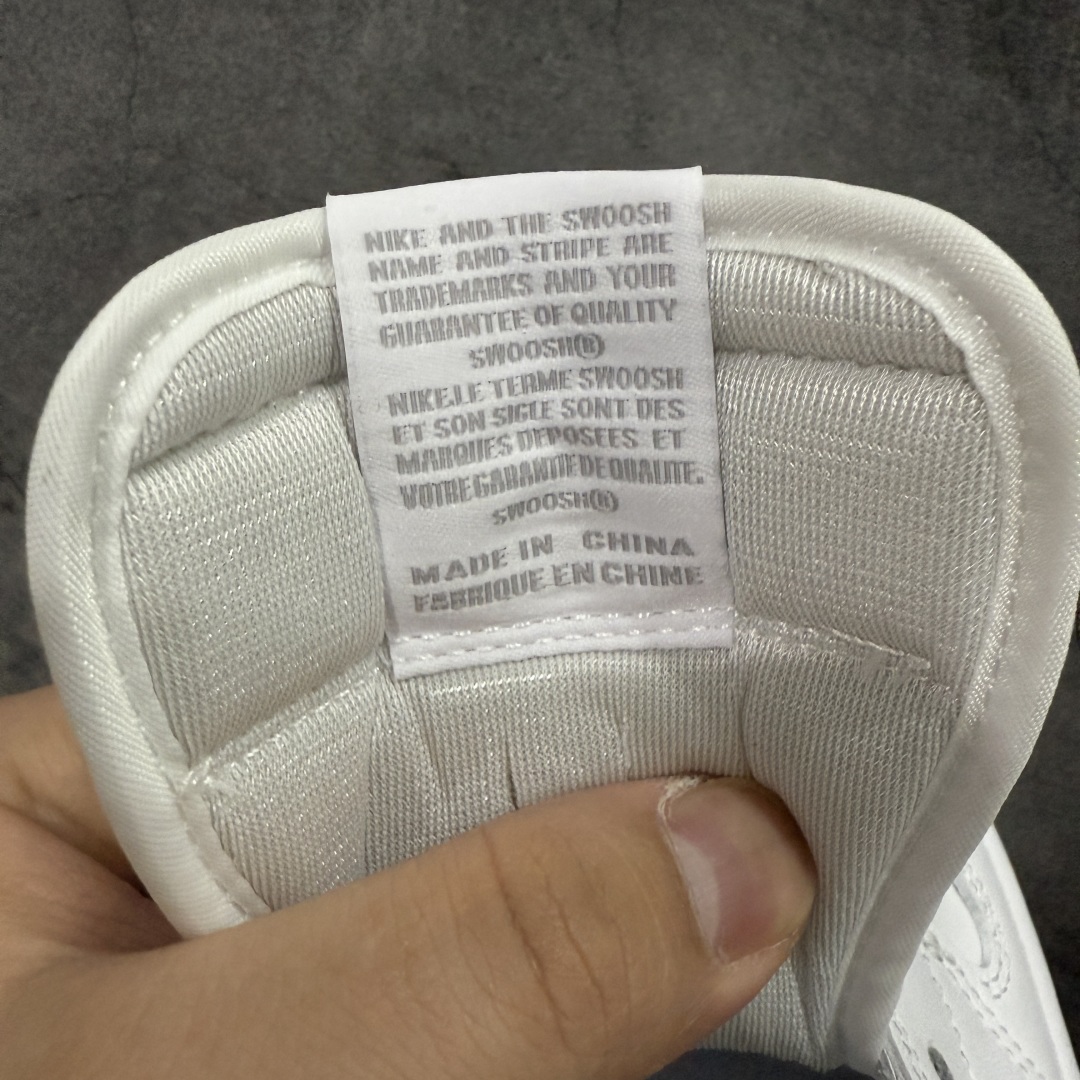 NIKE AND THE SWOOSH
NAME AND STRIPE ARE
TRADEMARKS AND YOUR
GUARANTEE OF QUALITY
SWOOSH®
NIKE.LE TERME SWOOSH
ET SON SIGLE SONT DES
MARQUES DEPOSEES ET
VOTRE GARANTIE DE QUALITE.
SWOOSH®
MADE IN CHINA
FABRIQUE EN CHINE